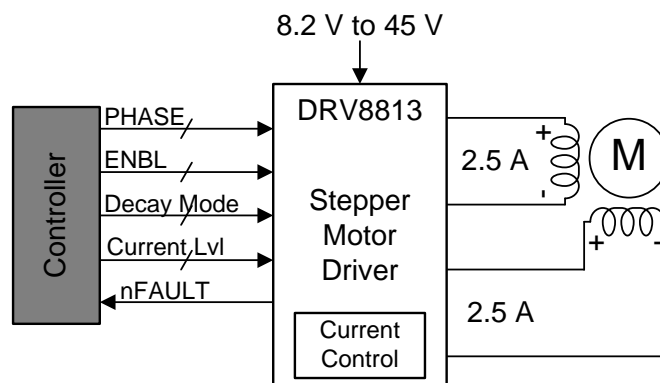 8.2 V to 45 V
DRV8813
Controller
PHASE
ENBL
Decay Mode
Current Lvl
nFAULT
Stepper
Motor
Driver
Current
Control
+
2.5 A
-
M
+
-
2.5 A